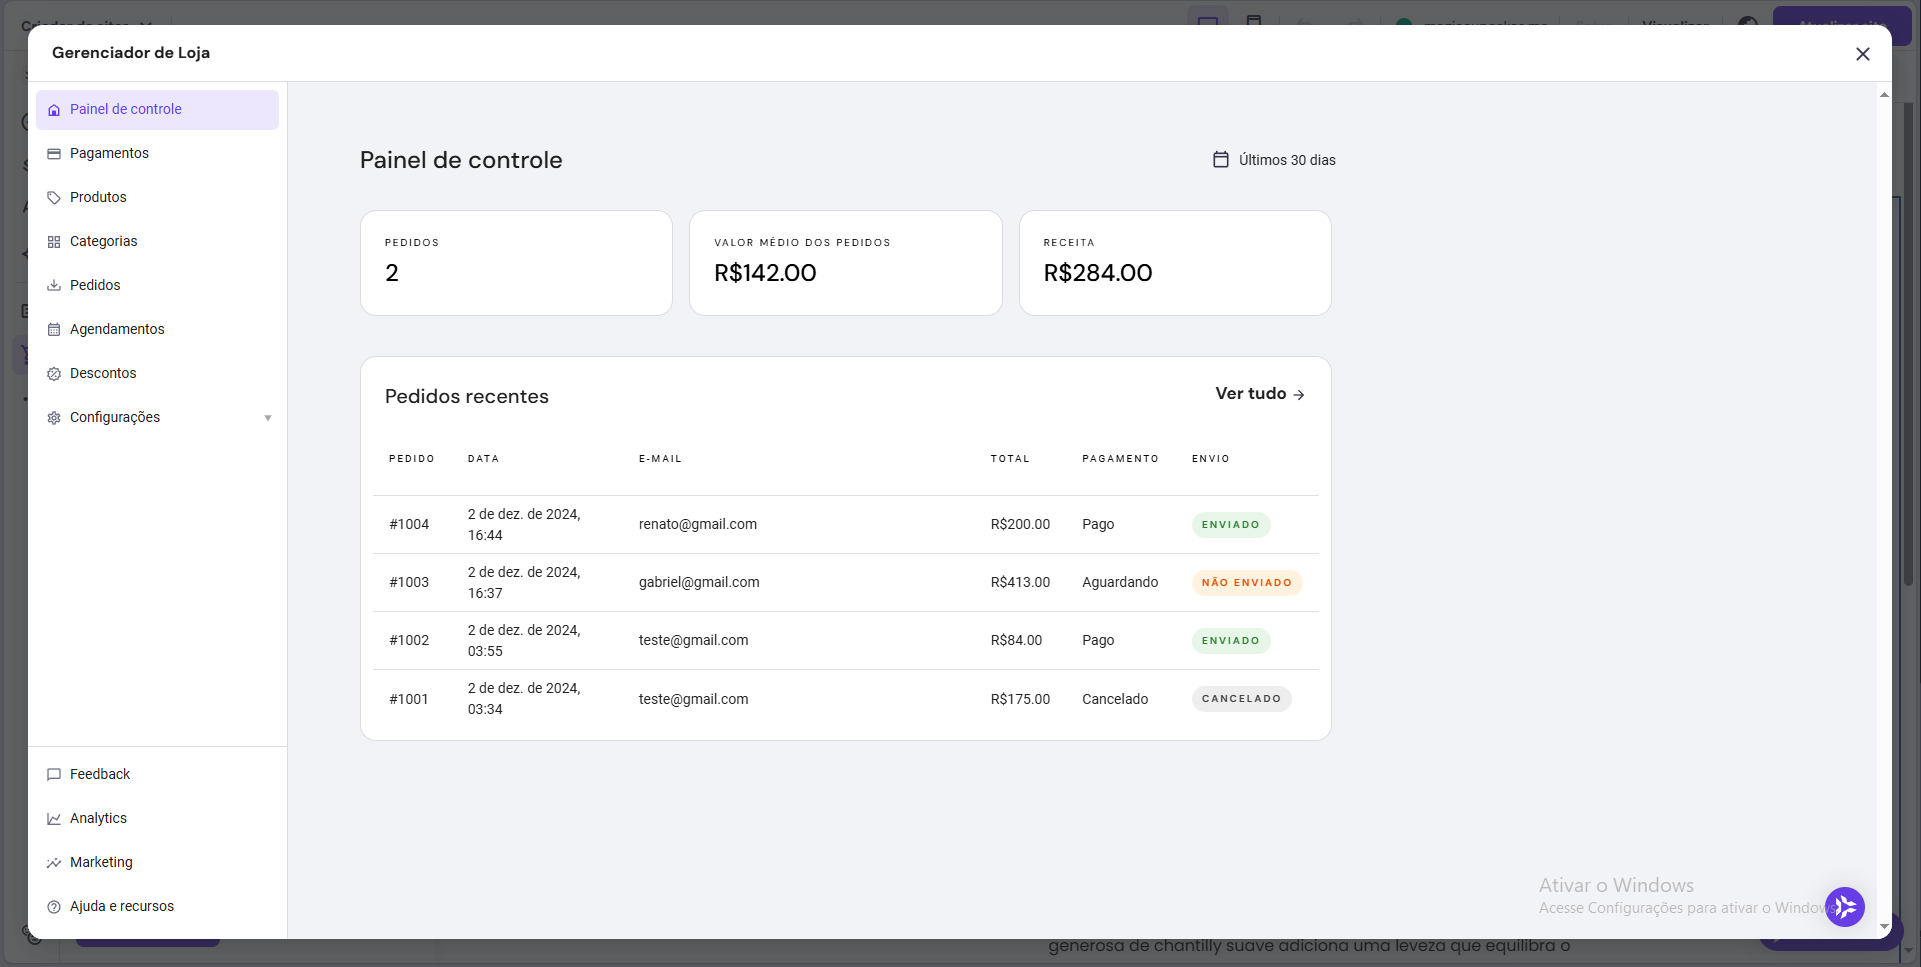 Gerenciador de Loja
Painel de controle
Pagamentos
Produtos
Categorias
Pedidos
Agendamentos
Descontos
Configurações
Feedback
Analytics
Marketing
Ajuda e recursos
Painel de controle
Últimos 30 dias
PEDIDOS
2
VALOR MÉDIO DOS PEDIDOS
R$142.00
RECEITA
R$284.00
Pedidos recentes
Ver tudo →
PEDIDO DATA E-MAIL TOTAL PAGAMENTO ENVIO
#1004 2 de dez. de 2024, renato@gmail.com R$200.00 Pago ENVIADO
16:44
#1003 2 de dez. de 2024, gabriel@gmail.com R$413.00 Aguardando NÃO ENVIADO
16:37
#1002 2 de dez. de 2024, teste@gmail.com R$84.00 Pago ENVIADO
03:55
#1001 2 de dez. de 2024, teste@gmail.com R$175.00 Cancelado CANCELADO
03:34
Ativar o Windows
Acesse Configurações para ativar o Windows
generosa de chantilly suave adiciona uma leveza que equilibra o